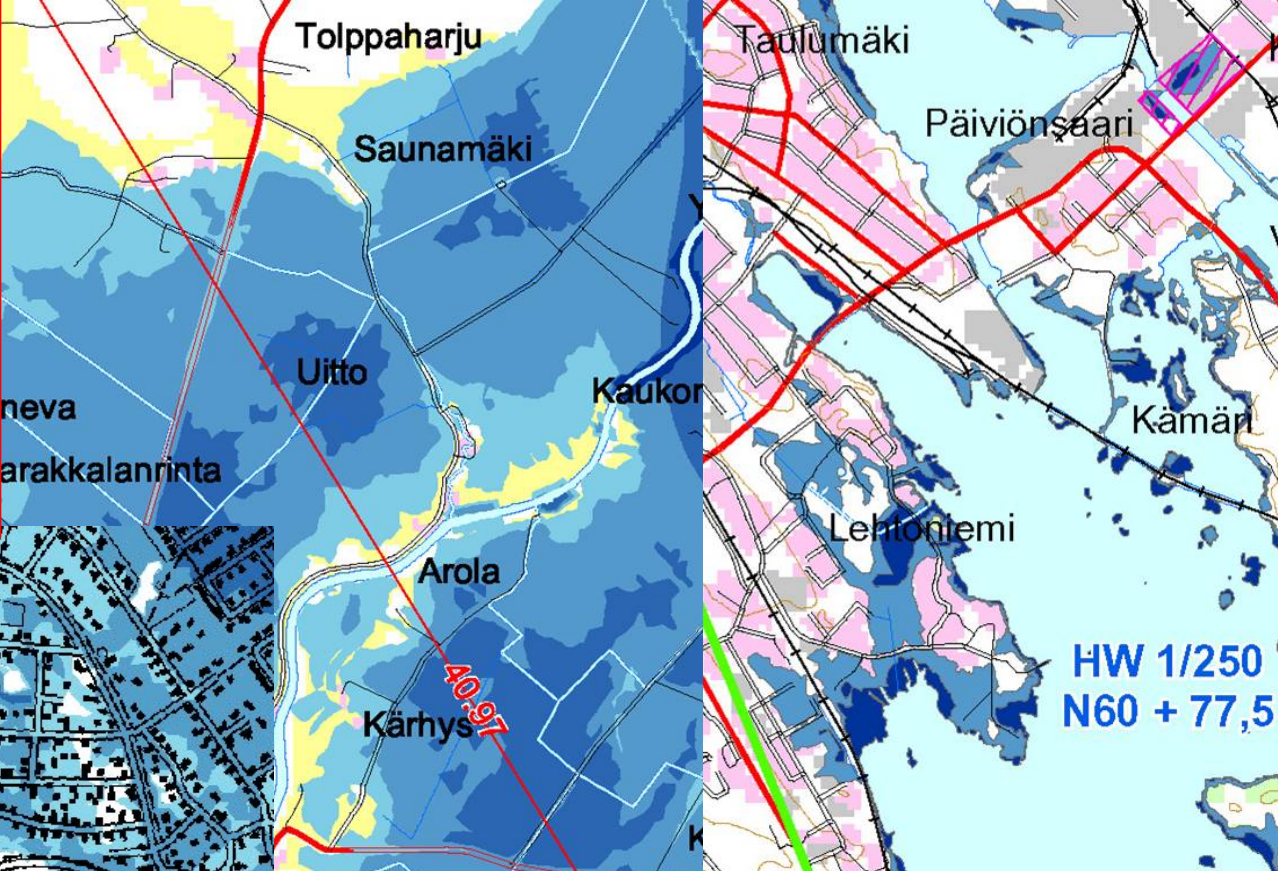 Tolppaharju
Saunamäki
Uitto
Kaukor
neva
arakkalanrinta
Arola
40.97
Kärhys
Taulumäki
Päiviönsaari
Kämäri
Lehtoniemi
HW 1/250
N60 + 77,5